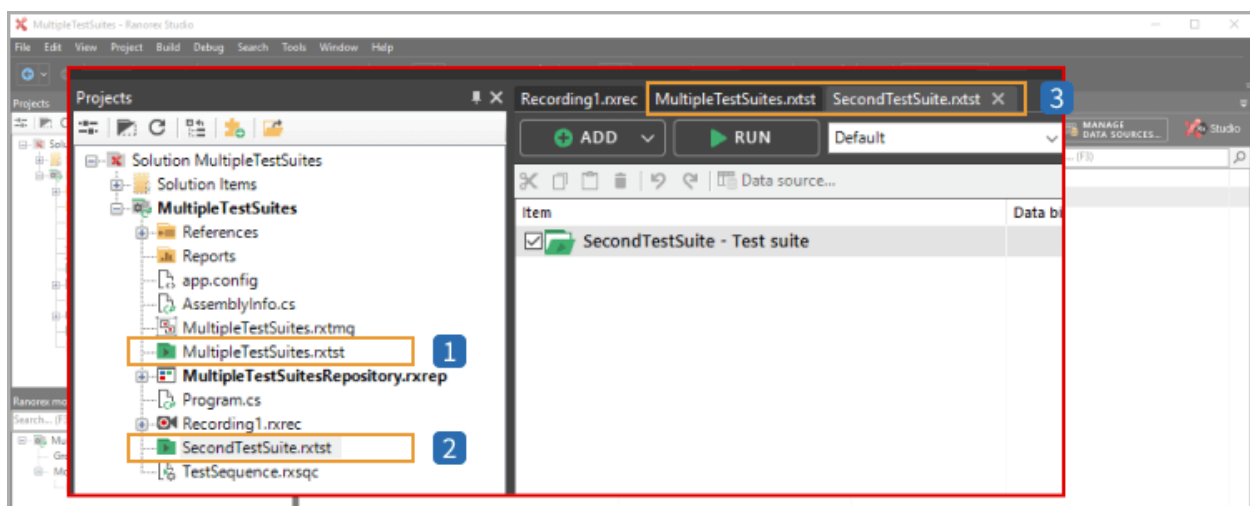 MultipleTestSuites - Ranorex Studio
File Edit View Project Build Debug Search Tools Window Help
Projects
Projects
Recording1.rxrec MultipleTestSuites.rxtst SecondTestSuite.rxtst
3
ADD
RUN
Default
MANAGE
DATA SOURCES...
Studio
Solution MultipleTestSuites
Solution Items
MultipleTestSuites
References
Reports
app.config
AssemblyInfo.cs
MultipleTestSuites.rxtmg
MultipleTestSuites.rxtst
1
MultipleTestSuitesRepository.rxrep
Program.cs
Recording1.rxrec
SecondTestSuite.rxtst
2
TestSequence.rxsqc
Data source...
Item
Data bi
SecondTestSuite - Test suite
Ranorex mo
Search... (F3
Mu
Mo